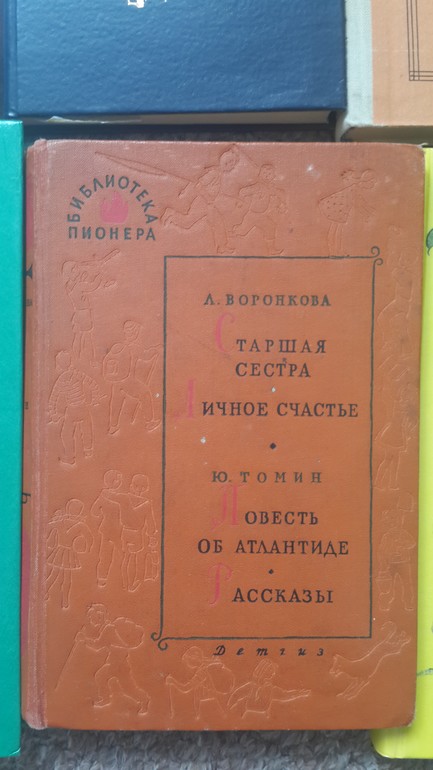 БИБЛИОТЕКА
ПИОНЕРА
Л. ВОРОНКОВА
СТАРШАЯ
СЕСТРА
ЛИЧНОЕ СЧАСТЬЕ
Ю. ТОМИН
ПОВЕСТЬ
ОБ АТЛАНТИДЕ
РАССКАЗЫ
Детгиз